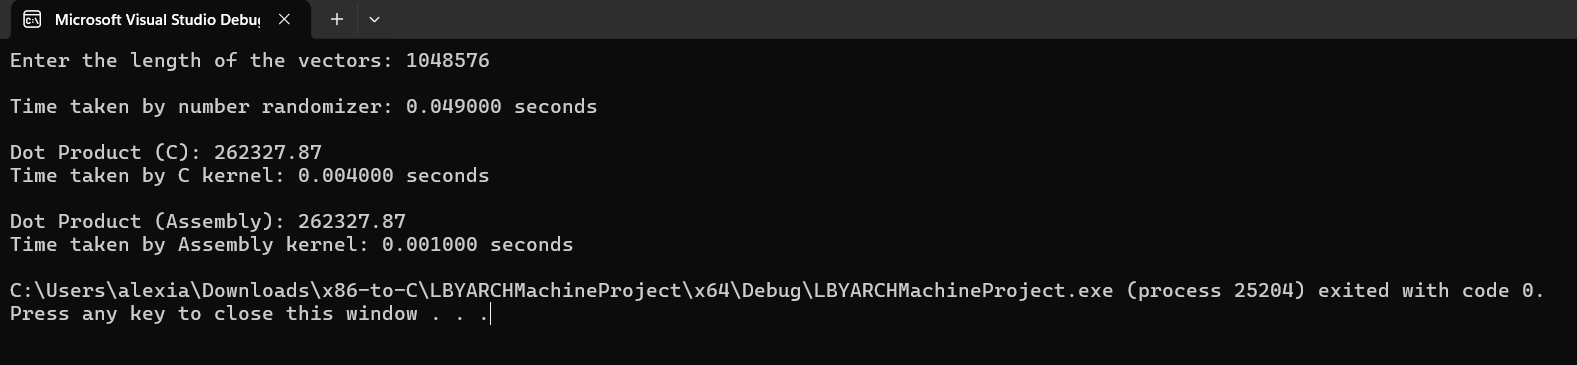 Microsoft Visual Studio Debug
Enter the length of the vectors: 1048576
Time taken by number randomizer: 0.049000 seconds
Dot Product (C): 262327.87
Time taken by C kernel: 0.004000 seconds
Dot Product (Assembly): 262327.87
Time taken by Assembly kernel: 0.001000 seconds
C:\Users\alexia\Downloads\x86-to-C\LBYARCHMachineProject\x64\Debug\LBYARCHMachineProject.exe (process 25204) exited with code 0.
Press any key to close this window . . .